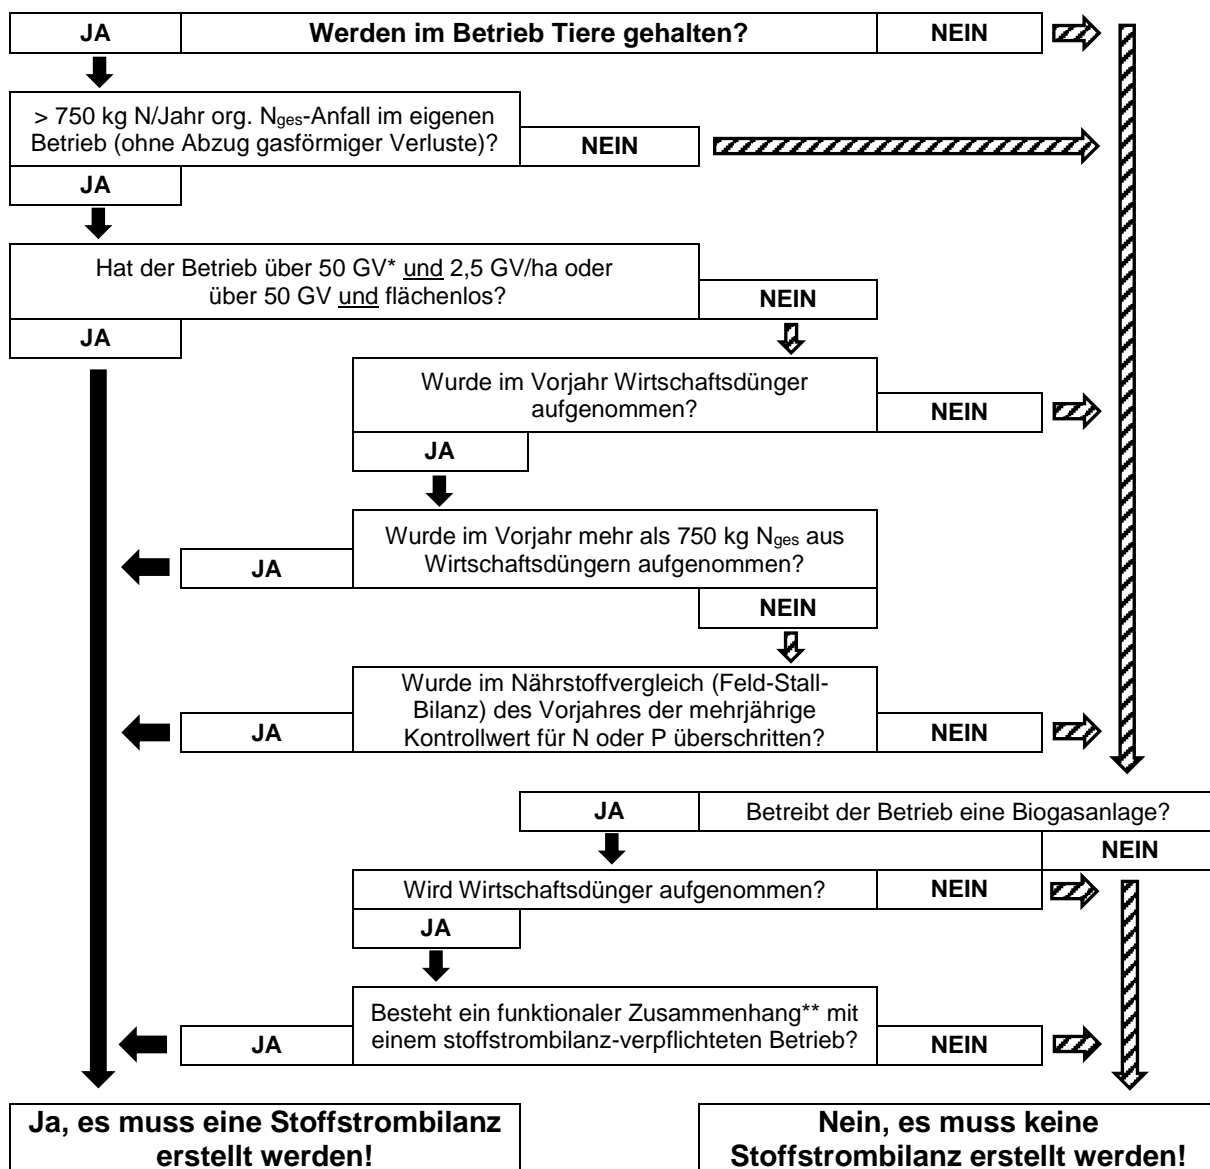 JA Werden im Betrieb Tiere gehalten? NEIN
> 750 kg N/Jahr org. Nges-Anfall im eigenen
Betrieb (ohne Abzug gasförmiger Verluste)?
NEIN
JA
Hat der Betrieb über 50 GV* und 2,5 GV/ha oder
über 50 GV und flächenlos?
NEIN
JA
Wurde im Vorjahr Wirtschaftsdünger
aufgenommen?
NEIN
JA
Wurde im Vorjahr mehr als 750 kg Nges aus
Wirtschaftsdüngern aufgenommen?
JA
NEIN
Wurde im Nährstoffvergleich (Feld-Stall-
Bilanz) des Vorjahres der mehrjährige
Kontrollwert für N oder P überschritten?
JA
NEIN
JA Betreibt der Betrieb eine Biogasanlage?
NEIN
Wird Wirtschaftsdünger aufgenommen? NEIN
JA
Besteht ein funktionaler Zusammenhang** mit
einem stoffstrombilanz-verpflichteten Betrieb?
JA
NEIN
Ja, es muss eine Stoffstrombilanz
erstellt werden!
Nein, es muss keine
Stoffstrombilanz erstellt werden!